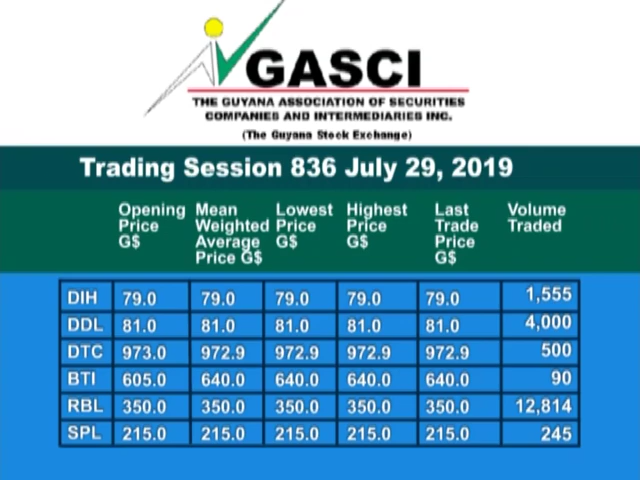 GASCI
THE GUYANA ASSOCIATION OF SECURITIES
COMPANIES AND INTERMEDIARIES INC.
(The Guyana Stock Exchange)
Trading Session 836 July 29, 2019
Opening Price G$ Mean Weighted Average Price G$ Lowest Price G$ Highest Price G$ Last Trade Price G$ Volume Traded
DIH 79.0 79.0 79.0 79.0 79.0 1,555
DDL 81.0 81.0 81.0 81.0 81.0 4,000
DTC 973.0 972.9 972.9 972.9 972.9 500
BTI 605.0 640.0 640.0 640.0 640.0 90
RBL 350.0 350.0 350.0 350.0 350.0 12,814
SPL 215.0 215.0 215.0 215.0 215.0 245